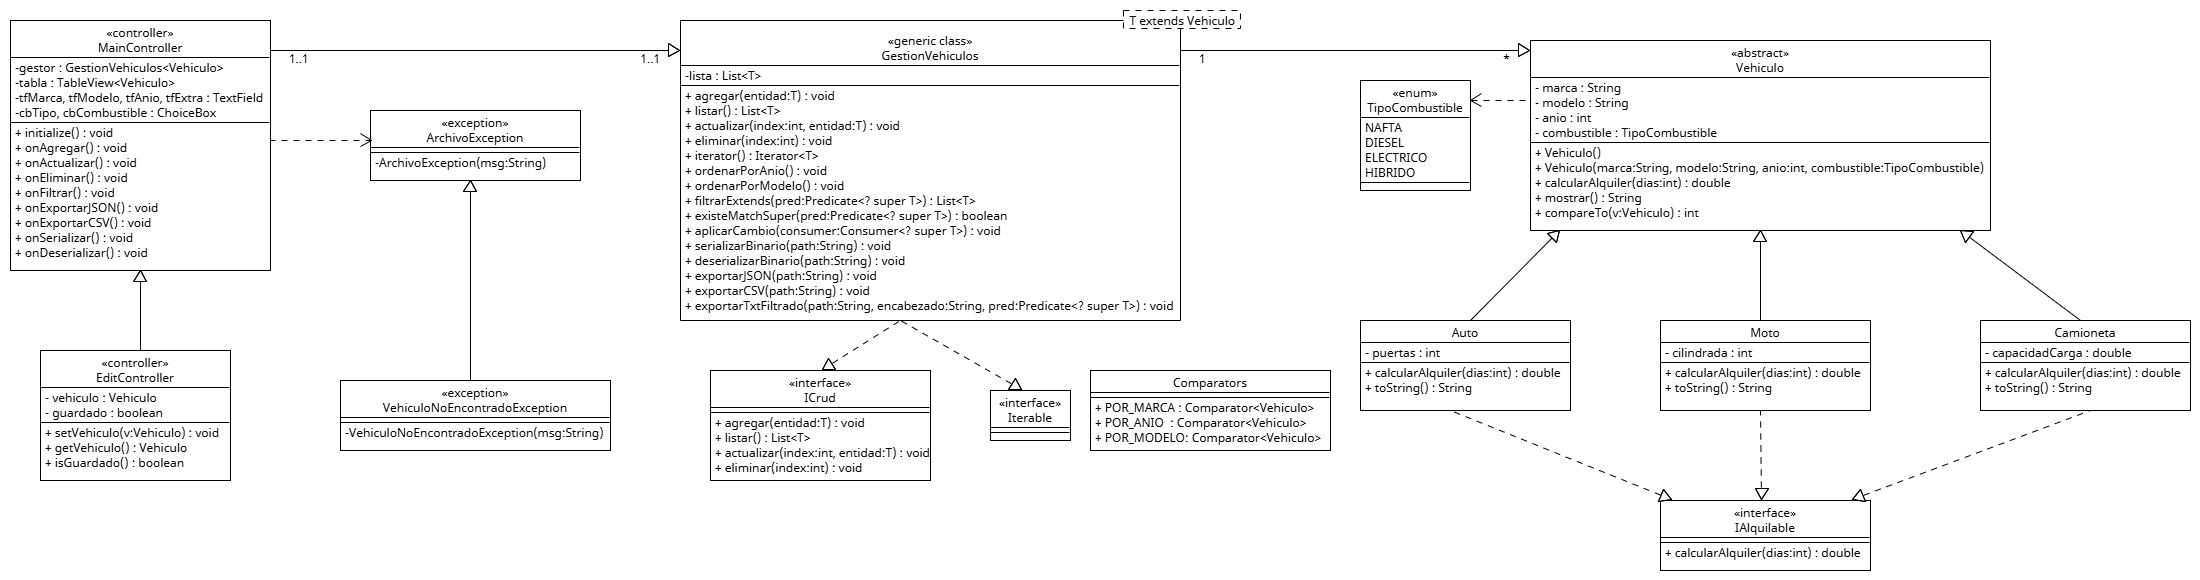 «controller»
MainController
-gestor : GestionVehiculos<Vehiculo>
-tabla : TableView<Vehiculo>
-tfMarca, tfModelo, tfAnio, tfExtra : TextField
-cbTipo, cbCombustible : ChoiceBox
+ initialize() : void
+ onAgregar() : void
+ onActualizar() : void
+ onEliminar() : void
+ onFiltrar() : void
+ onExportarJSON() : void
+ onExportarCSV() : void
+ onSerializar() : void
+ onDeserializar() : void
1..1
1..1
«controller»
EditController
- vehiculo : Vehiculo
- guardado : boolean
+ setVehiculo(v:Vehiculo) : void
+ getVehiculo() : Vehiculo
+ isGuardado() : boolean
«exception»
ArchivoException
-ArchivoException(msg:String)
«exception»
VehiculoNoEncontradoException
-VehiculoNoEncontradoException(msg:String)
T extends Vehiculo
«generic class»
GestionVehiculos
-lista : List<T>
+ agregar(entidad:T) : void
+ listar() : List<T>
+ actualizar(index:int, entidad:T) : void
+ eliminar(index:int) : void
+ iterator() : Iterator<T>
+ ordenarPorAnio() : void
+ ordenarPorModelo() : void
+ filtrarExtends(pred:Predicate<? super T>) : List<T>
+ existeMatchSuper(pred:Predicate<? super T>) : boolean
+ aplicarCambio(consumer:Consumer<? super T>) : void
+ serializarBinario(path:String) : void
+ deserializarBinario(path:String) : void
+ exportarJSON(path:String) : void
+ exportarCSV(path:String) : void
+ exportarTxtFiltrado(path:String, encabezado:String, pred:Predicate<? super T>) : void
1
*
«interface»
ICrud
+ agregar(entidad:T) : void
+ listar() : List<T>
+ actualizar(index:int, entidad:T) : void
+ eliminar(index:int) : void
«interface»
Iterable
Comparators
+ POR_MARCA : Comparator<Vehiculo>
+ POR_ANIO  : Comparator<Vehiculo>
+ POR_MODELO: Comparator<Vehiculo>
«enum»
TipoCombustible
NAFTA
DIESEL
ELECTRICO
HIBRIDO
«abstract»
Vehiculo
- marca : String
- modelo : String
- anio : int
- combustible : TipoCombustible
+ Vehiculo()
+ Vehiculo(marca:String, modelo:String, anio:int, combustible:TipoCombustible)
+ calcularAlquiler(dias:int) : double
+ mostrar() : String
+ compareTo(v:Vehiculo) : int
Auto
- puertas : int
+ calcularAlquiler(dias:int) : double
+ toString() : String
Moto
- cilindrada : int
+ calcularAlquiler(dias:int) : double
+ toString() : String
Camioneta
- capacidadCarga : double
+ calcularAlquiler(dias:int) : double
+ toString() : String
«interface»
IAlquilable
+ calcularAlquiler(dias:int) : double